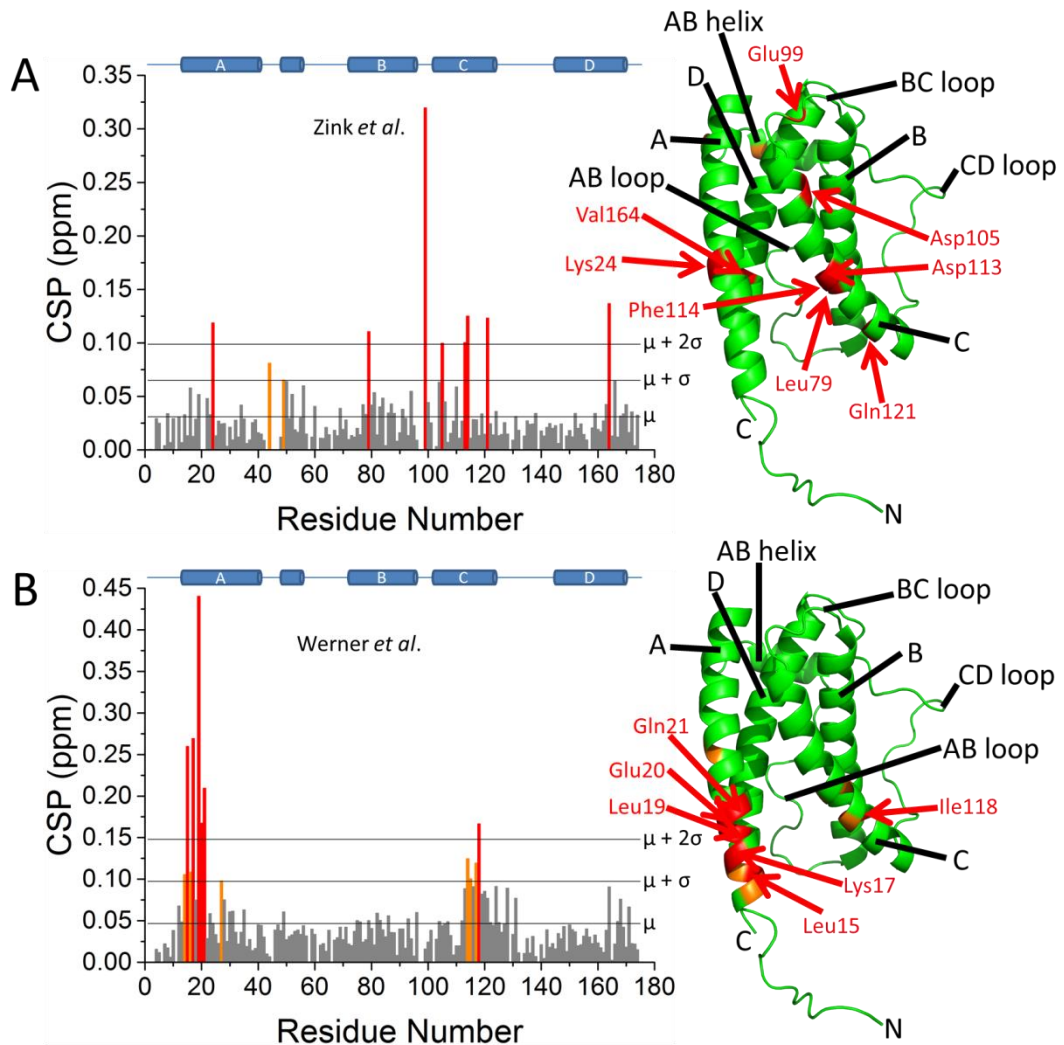 A
A
B
C
D
0.35
0.30
0.25
0.20
0.15
0.10
0.05
0.00
CSP (ppm)
Zink et al.
μ + 2σ
μ + σ
μ
0 20 40 60 80 100 120 140 160 180
Residue Number
AB helix
Glu99
BC loop
D
A
B
CD loop
AB loop
Val164
Asp105
Lys24
Asp113
Phe114
C
Leu79
Gln121
C
N
B
A
B
C
D
0.45
0.40
0.35
0.30
0.25
0.20
0.15
0.10
0.05
0.00
CSP (ppm)
Werner et al.
μ + 2σ
μ + σ
μ
0 20 40 60 80 100 120 140 160 180
Residue Number
AB helix
D
BC loop
A
B
CD loop
Gln21
AB loop
Glu20
Leu19
Ile118
C
Lys17
Leu15
C
N